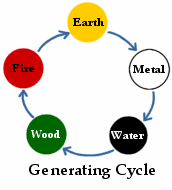 Earth
Fire
Metal
Wood
Water
Generating Cycle